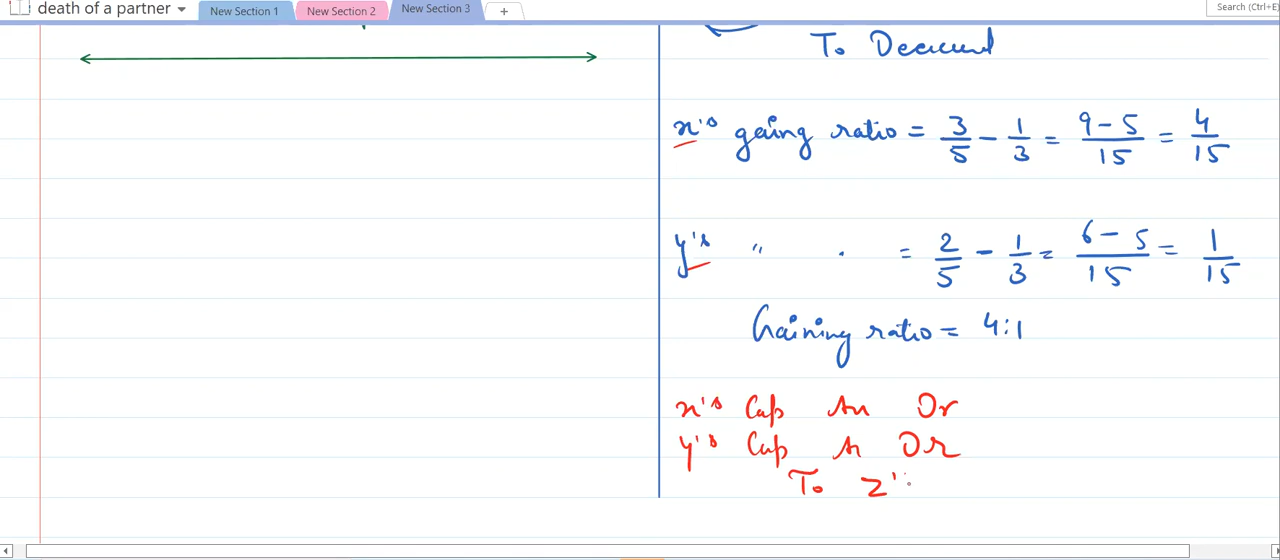 death of a partner New Section 1 New Section 2 New Section 3 + Search (Ctrl+E)
To Deceased
x's gaing ratio = 3/5 - 1/3 = 9-5/15 = 4/15
y's " . = 2/5 - 1/3 = 6-5/15 = 1/15
Gaining ratio = 4:1
x's Cap An Dr
y's Cap A Dr
To Z'